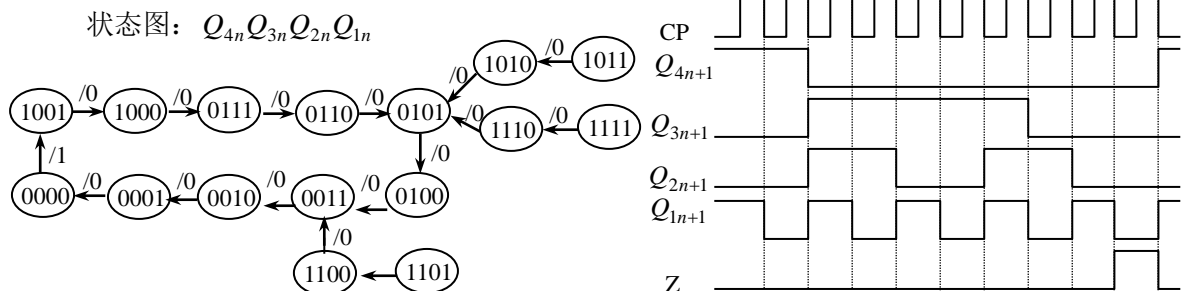 状态图：Q4nQ3nQ2nQ1n
/0 1010 /0 1011
1001 /0 1000 /0 0111 /0 0110 /0 0101 /0 1110 /0 1111
/1 /0
0000 /0 0001 /0 0010 /0 0011 /0 0100
/0
1100 1101
CP
Q4n+1
Q3n+1
Q2n+1
Q1n+1
Z